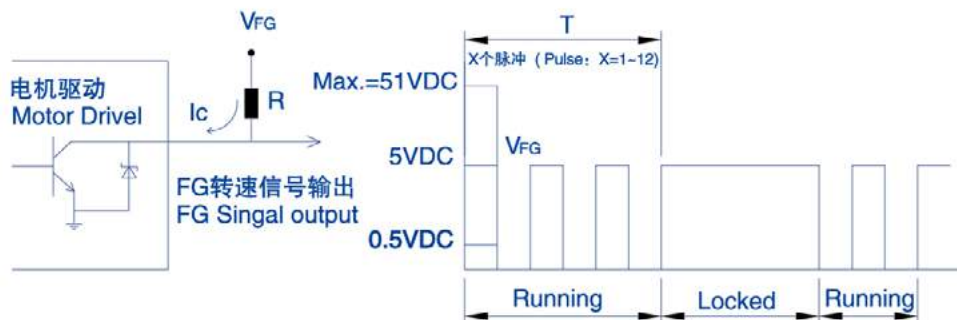 VFG
电机驱动
Motor Drivel
Ic
R
FG转速信号输出
FG Singal output
T
X个脉冲 ( Pulse: X=1~12)
Max.=51VDC
5VDC
VFG
0.5VDC
Running
Locked
Running